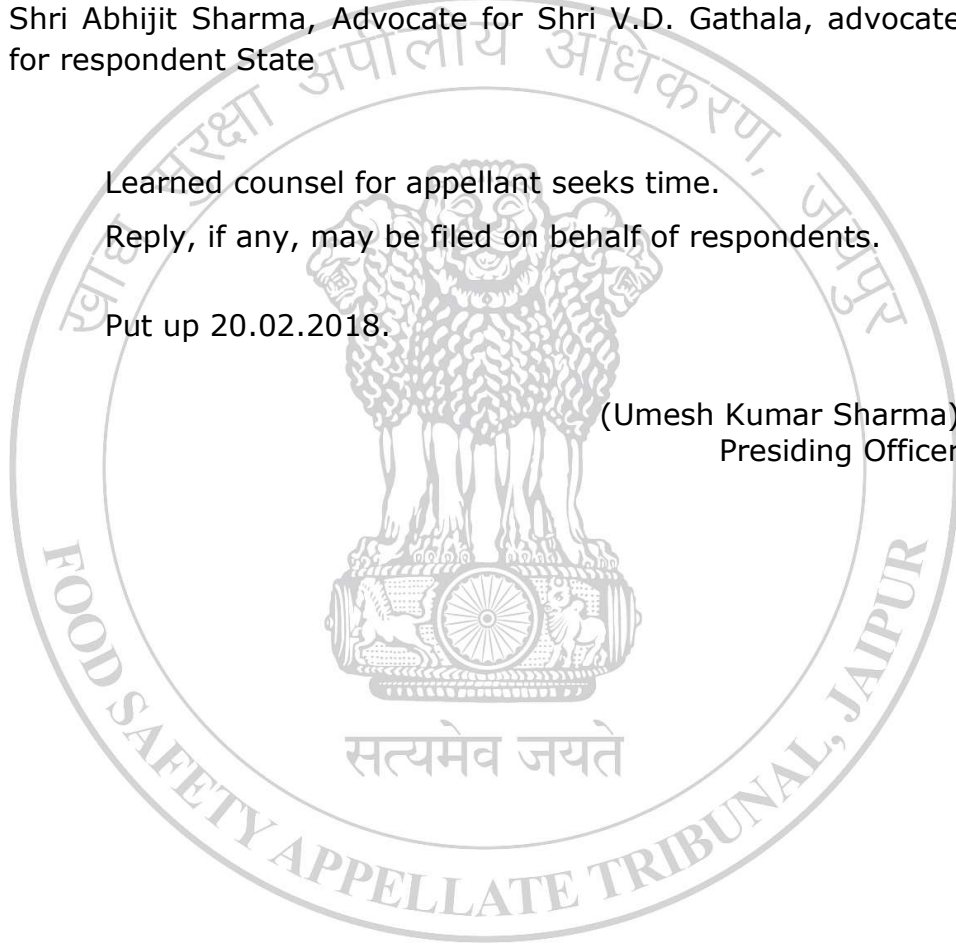 Shri Abhijit Sharma, Advocate for Shri V.D. Gathala, advocate
for respondent State
Learned counsel for appellant seeks time.
Reply, if any, may be filed on behalf of respondents.
Put up 20.02.2018.
(Umesh Kumar Sharma)
Presiding Officer
खाद्य सुरक्षा अपीलीय अधिकरण, जयपुर
सत्यमेव जयते
FOOD SAFETY APPELLATE TRIBUNAL, JAIPUR